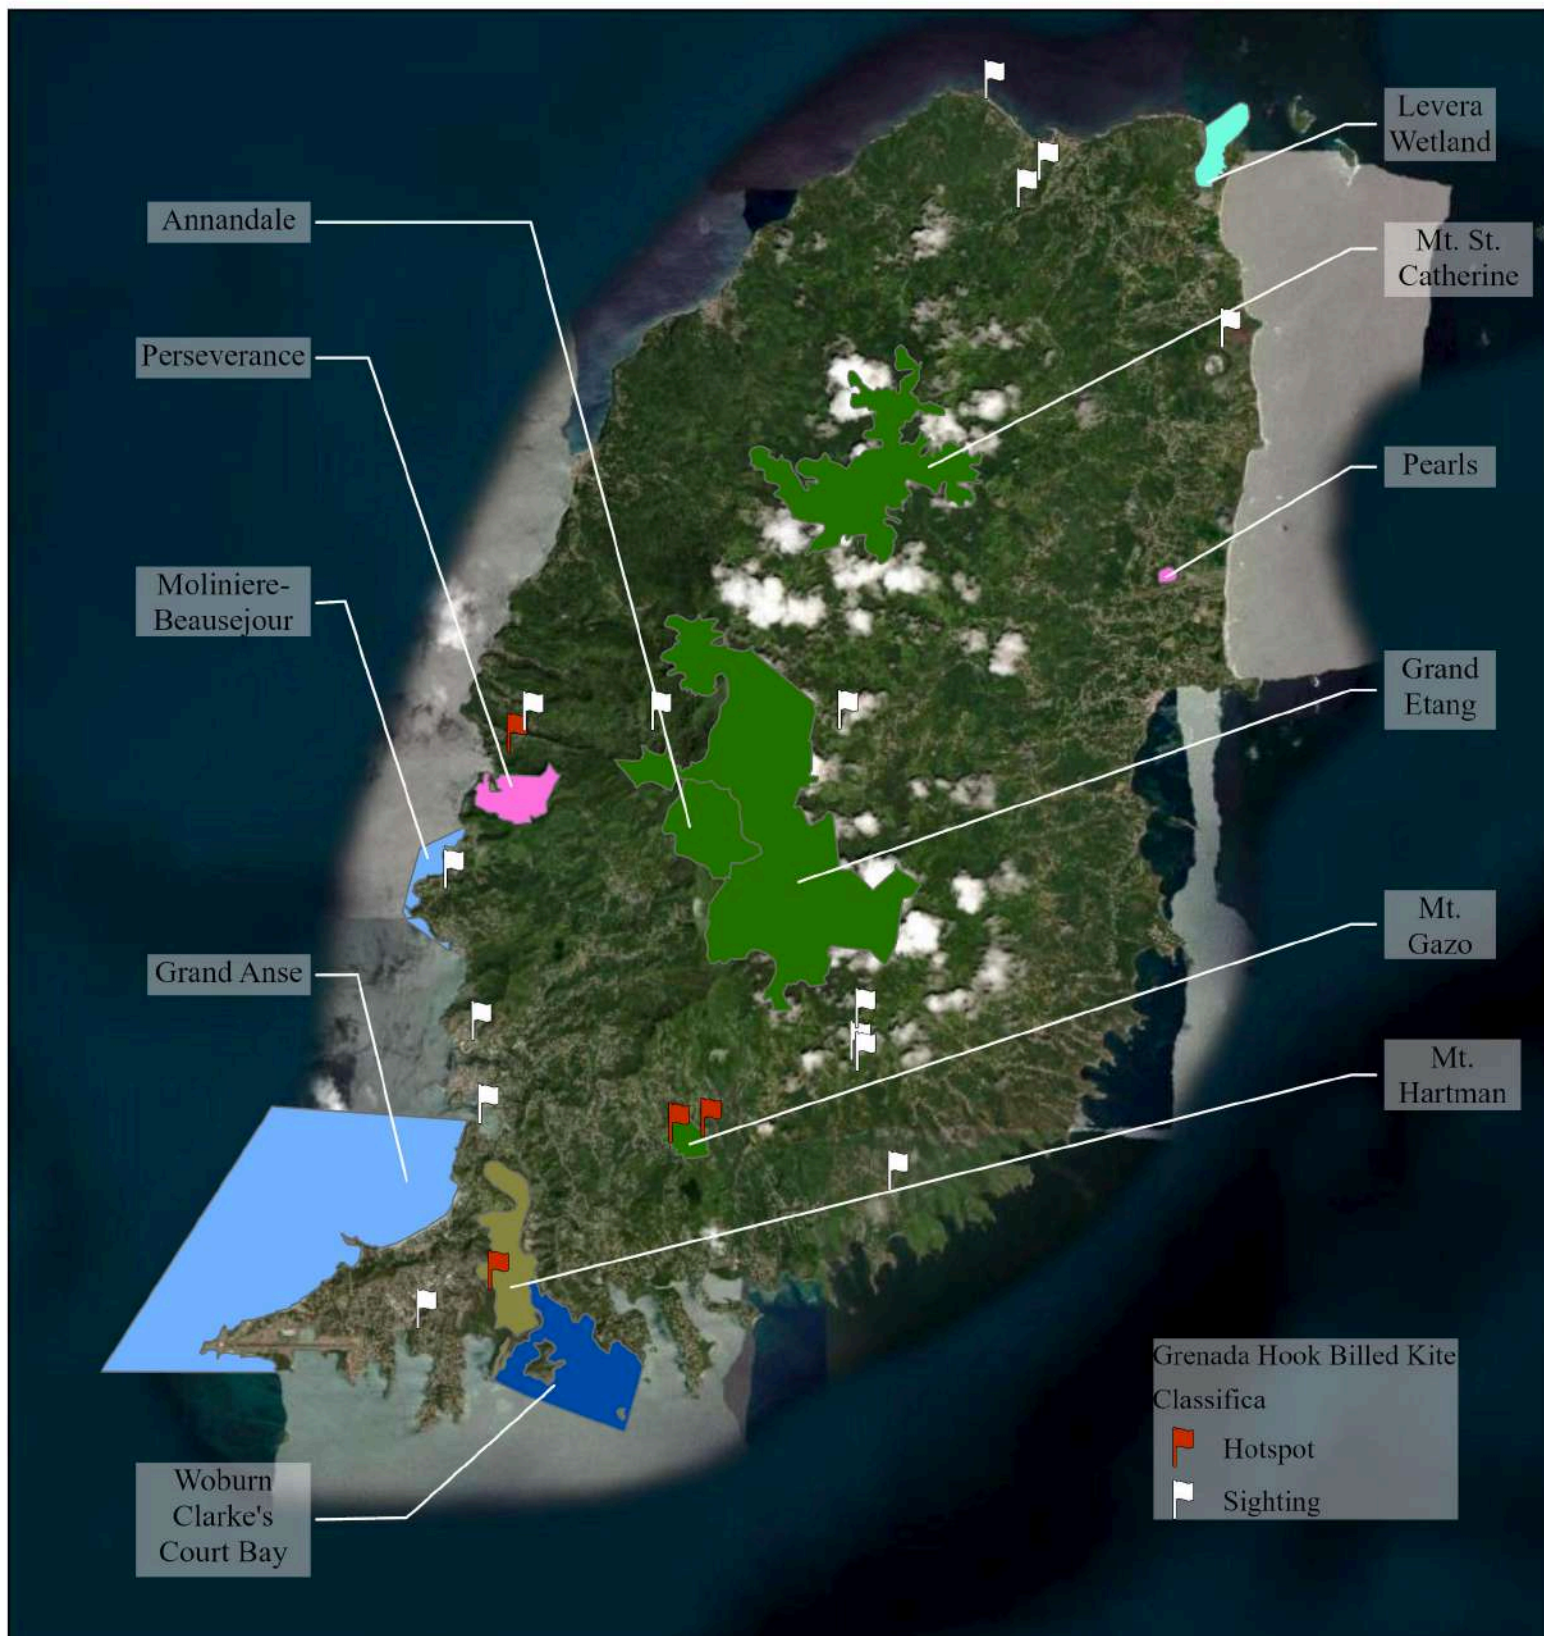 Annandale
Perseverance
Moliniere-
Beausejour
Grand Anse
Woburn
Clarke's
Court Bay
Levera
Wetland
Mt. St.
Catherine
Pearls
Grand
Etang
Mt.
Gazo
Mt.
Hartman
Grenada Hook Billed Kite
Classifica
Hotspot
Sighting